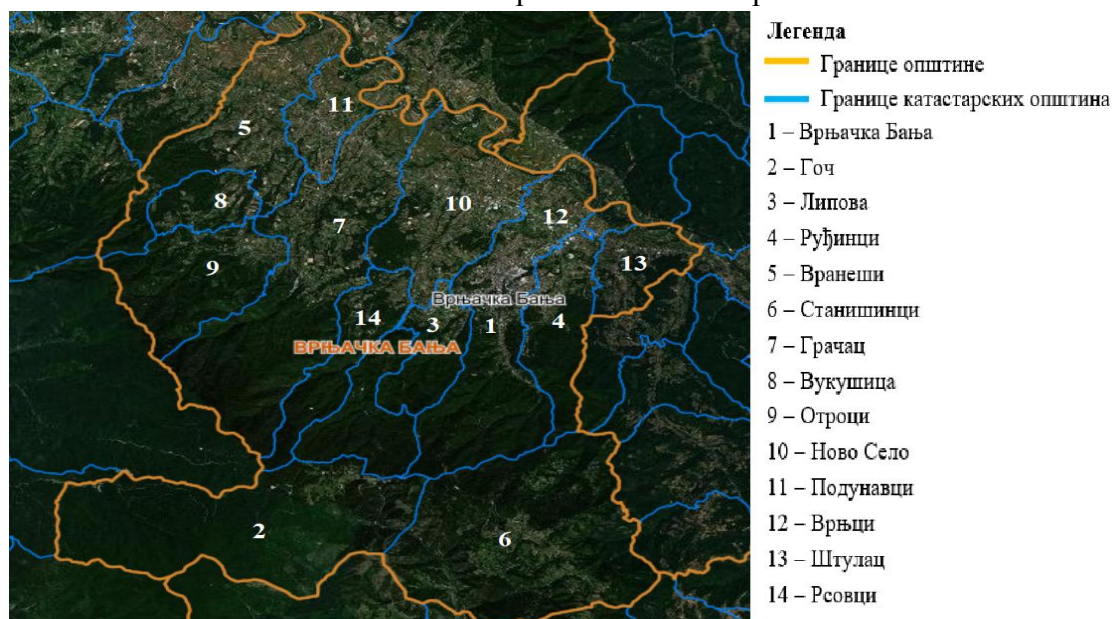 11
5
8
10
12
7
9
13
Врњачка Бања
14
3
1
4
ВРЊАЧКА БАЊА
2
6
Легенда
Границе општине
Границе катастарских општина
1 – Врњачка Бања
2 – Гоч
3 – Липова
4 – Руђинци
5 – Вранеши
6 – Станишинци
7 – Грачац
8 – Вукушица
9 – Отроци
10 – Ново Село
11 – Подунавци
12 – Врњци
13 – Штулац
14 – Рсовци